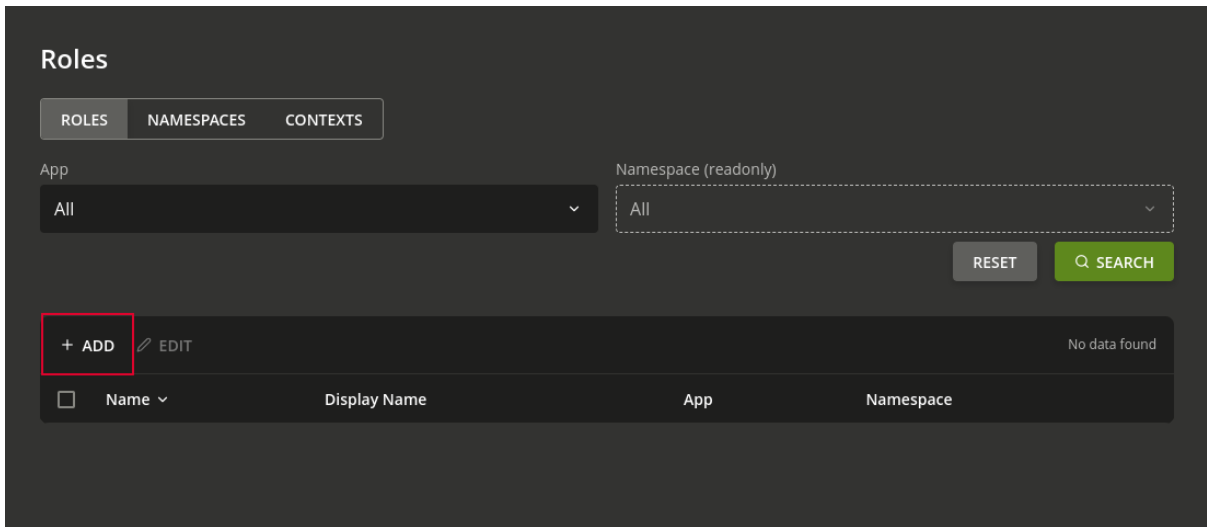 Roles
ROLES NAMESPACES CONTEXTS
App Namespace (readonly)
All All
RESET SEARCH
+ ADD EDIT No data found
Name Display Name App Namespace